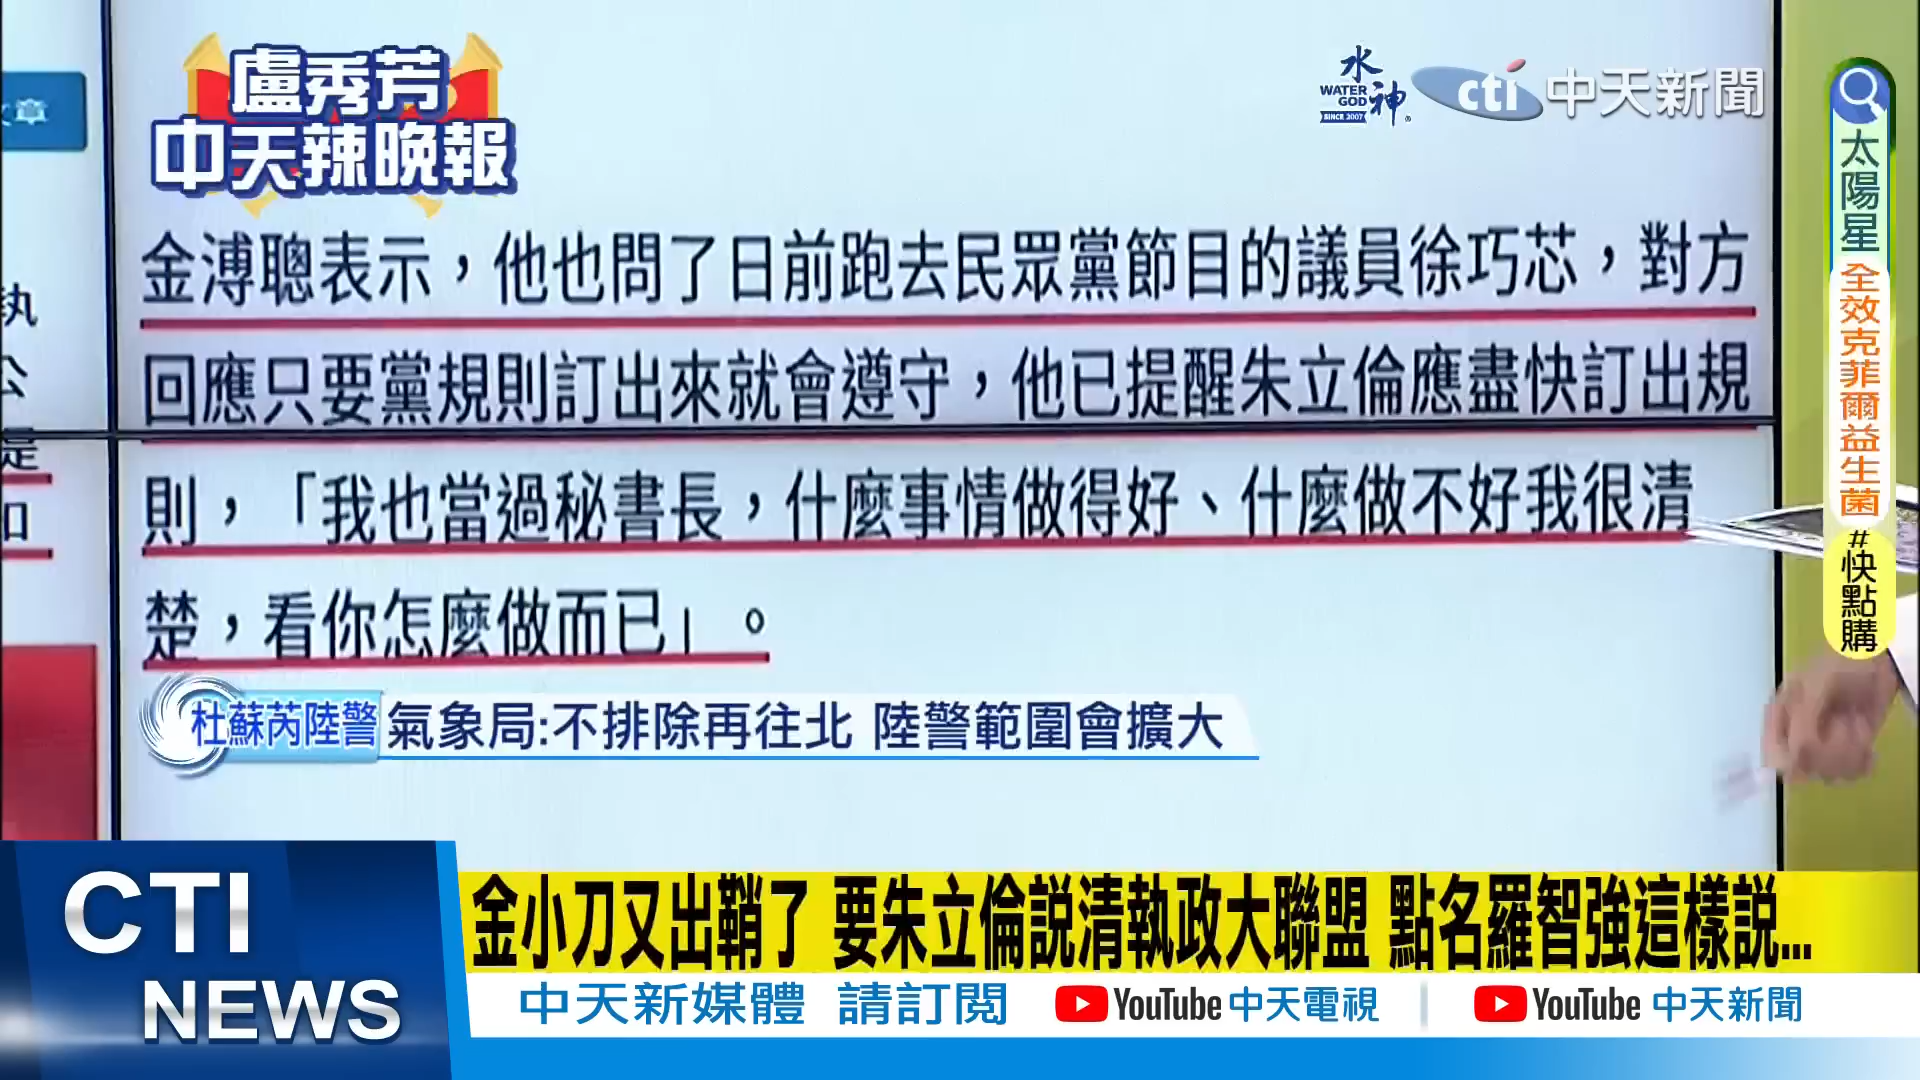 盧秀芳
中天辣晚報
水神
WATER
GOD
SINCE 2007
cti 中天新聞
金溥聰表示，他也問了日前跑去民眾黨節目的議員徐巧芯，對方
回應只要黨規則訂出來就會遵守，他已提醒朱立倫應盡快訂出規
則，「我也當過秘書長，什麼事情做得好、什麼做不好我很清
楚，看你怎麼做而已」。
章
執
公
是
和
太陽星
全效克菲爾益生菌
#快點購
杜蘇芮陸警 氣象局:不排除再往北 陸警範圍會擴大
CTI
NEWS
金小刀又出鞘了 要朱立倫說清執政大聯盟 點名羅智強這樣說...
中天新媒體 請訂閱 YouTube 中天電視 | YouTube 中天新聞